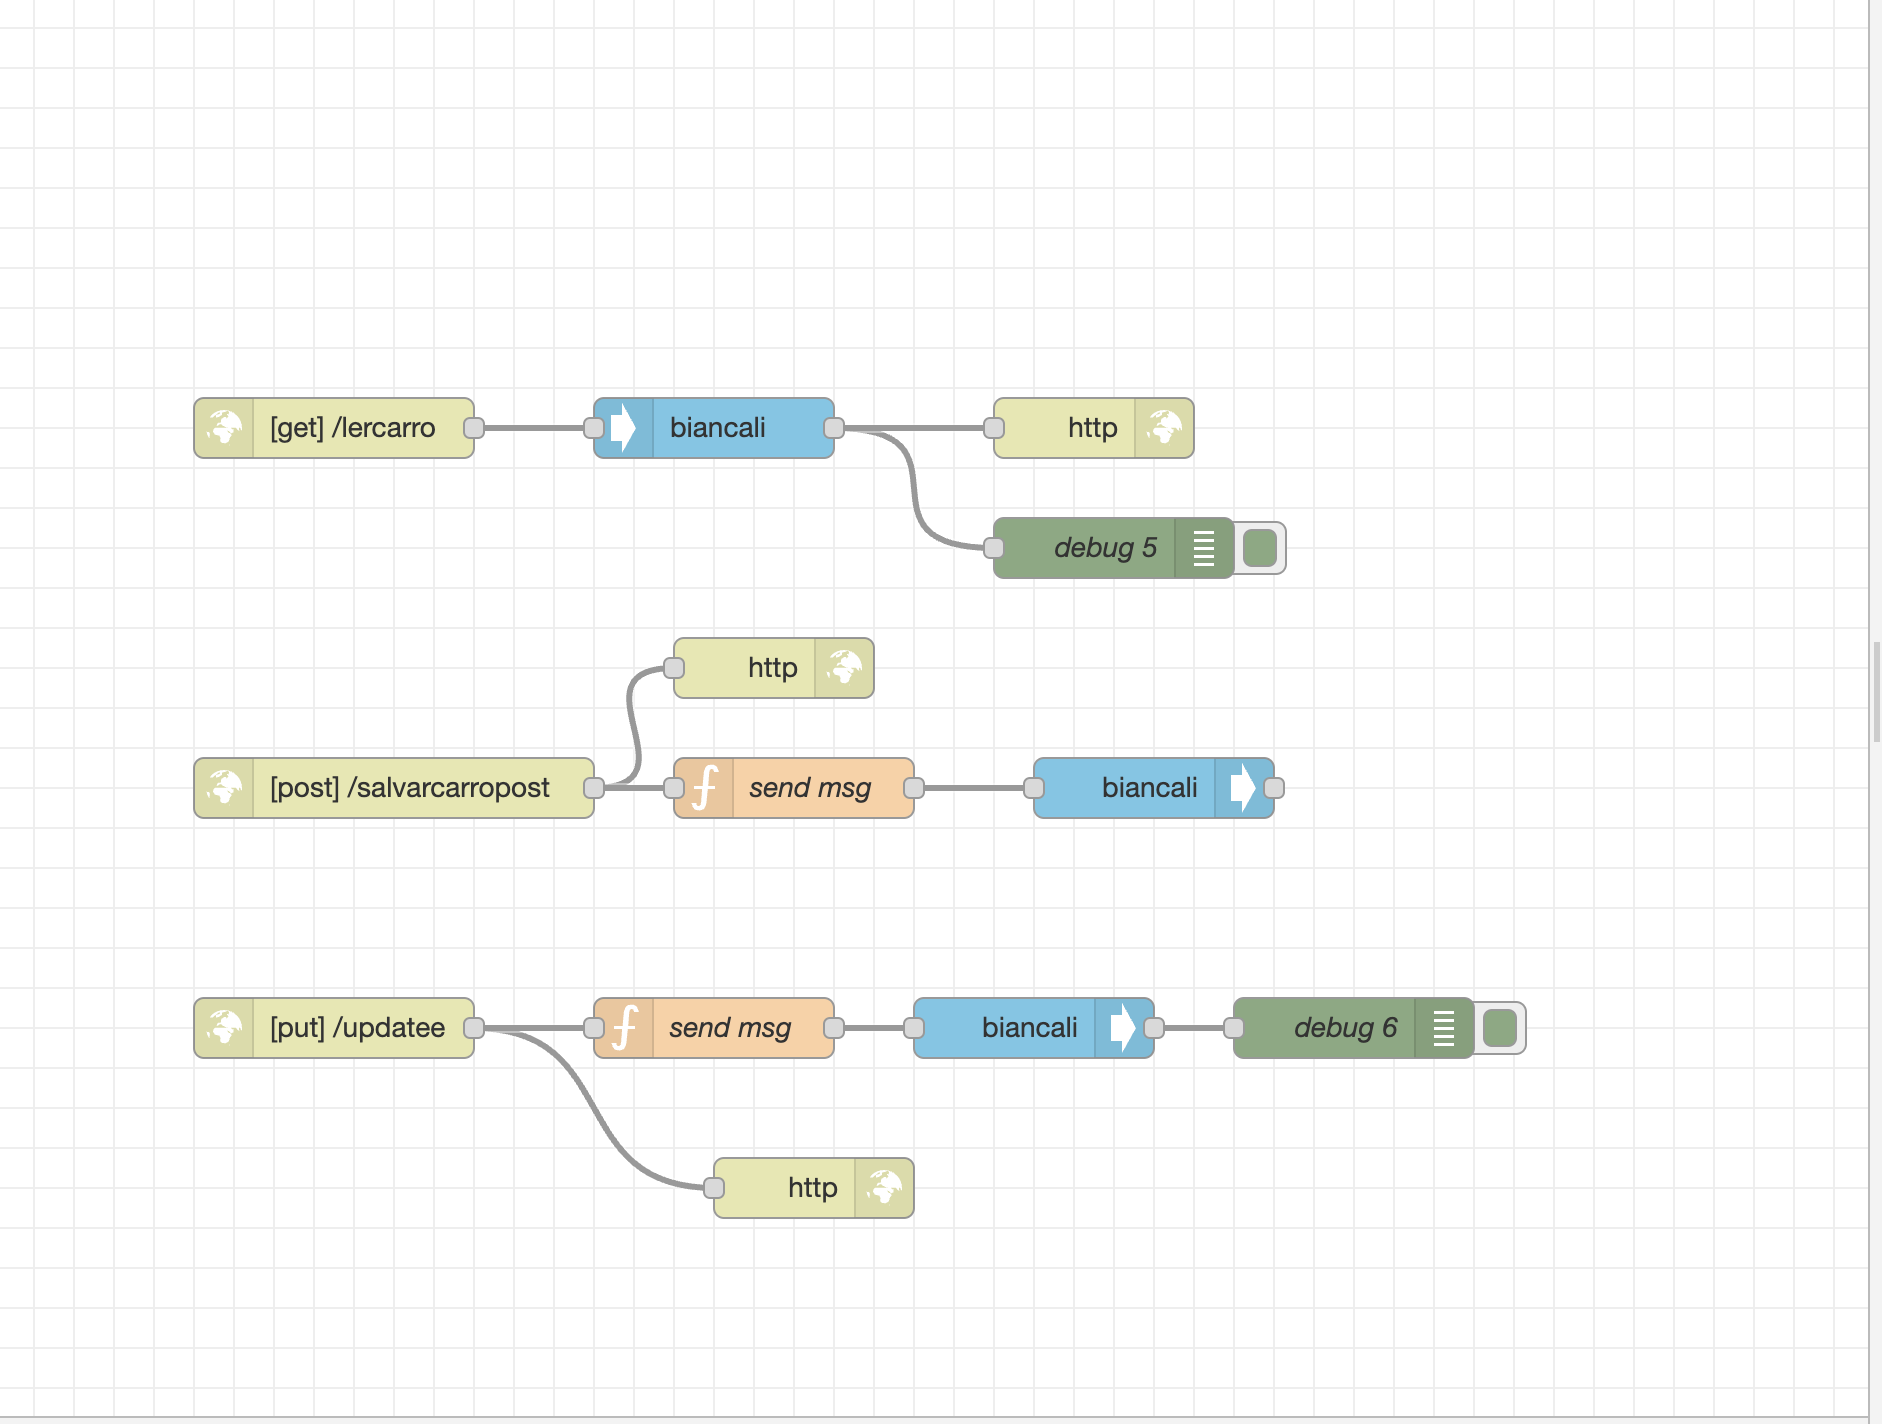 [get] /lercarro
biancali
http
debug 5
http
[post] /salvarcarropost
send msg
biancali
[put] /updatee
send msg
biancali
debug 6
http